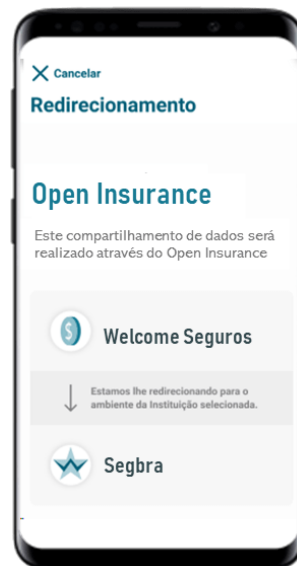 Cancelar
Redirecionamento
Open Insurance
Este compartilhamento de dados será
realizado através do Open Insurance
Welcome Seguros
Estamos lhe redirecionando para o
ambiente da Instituição selecionada.
Segbra